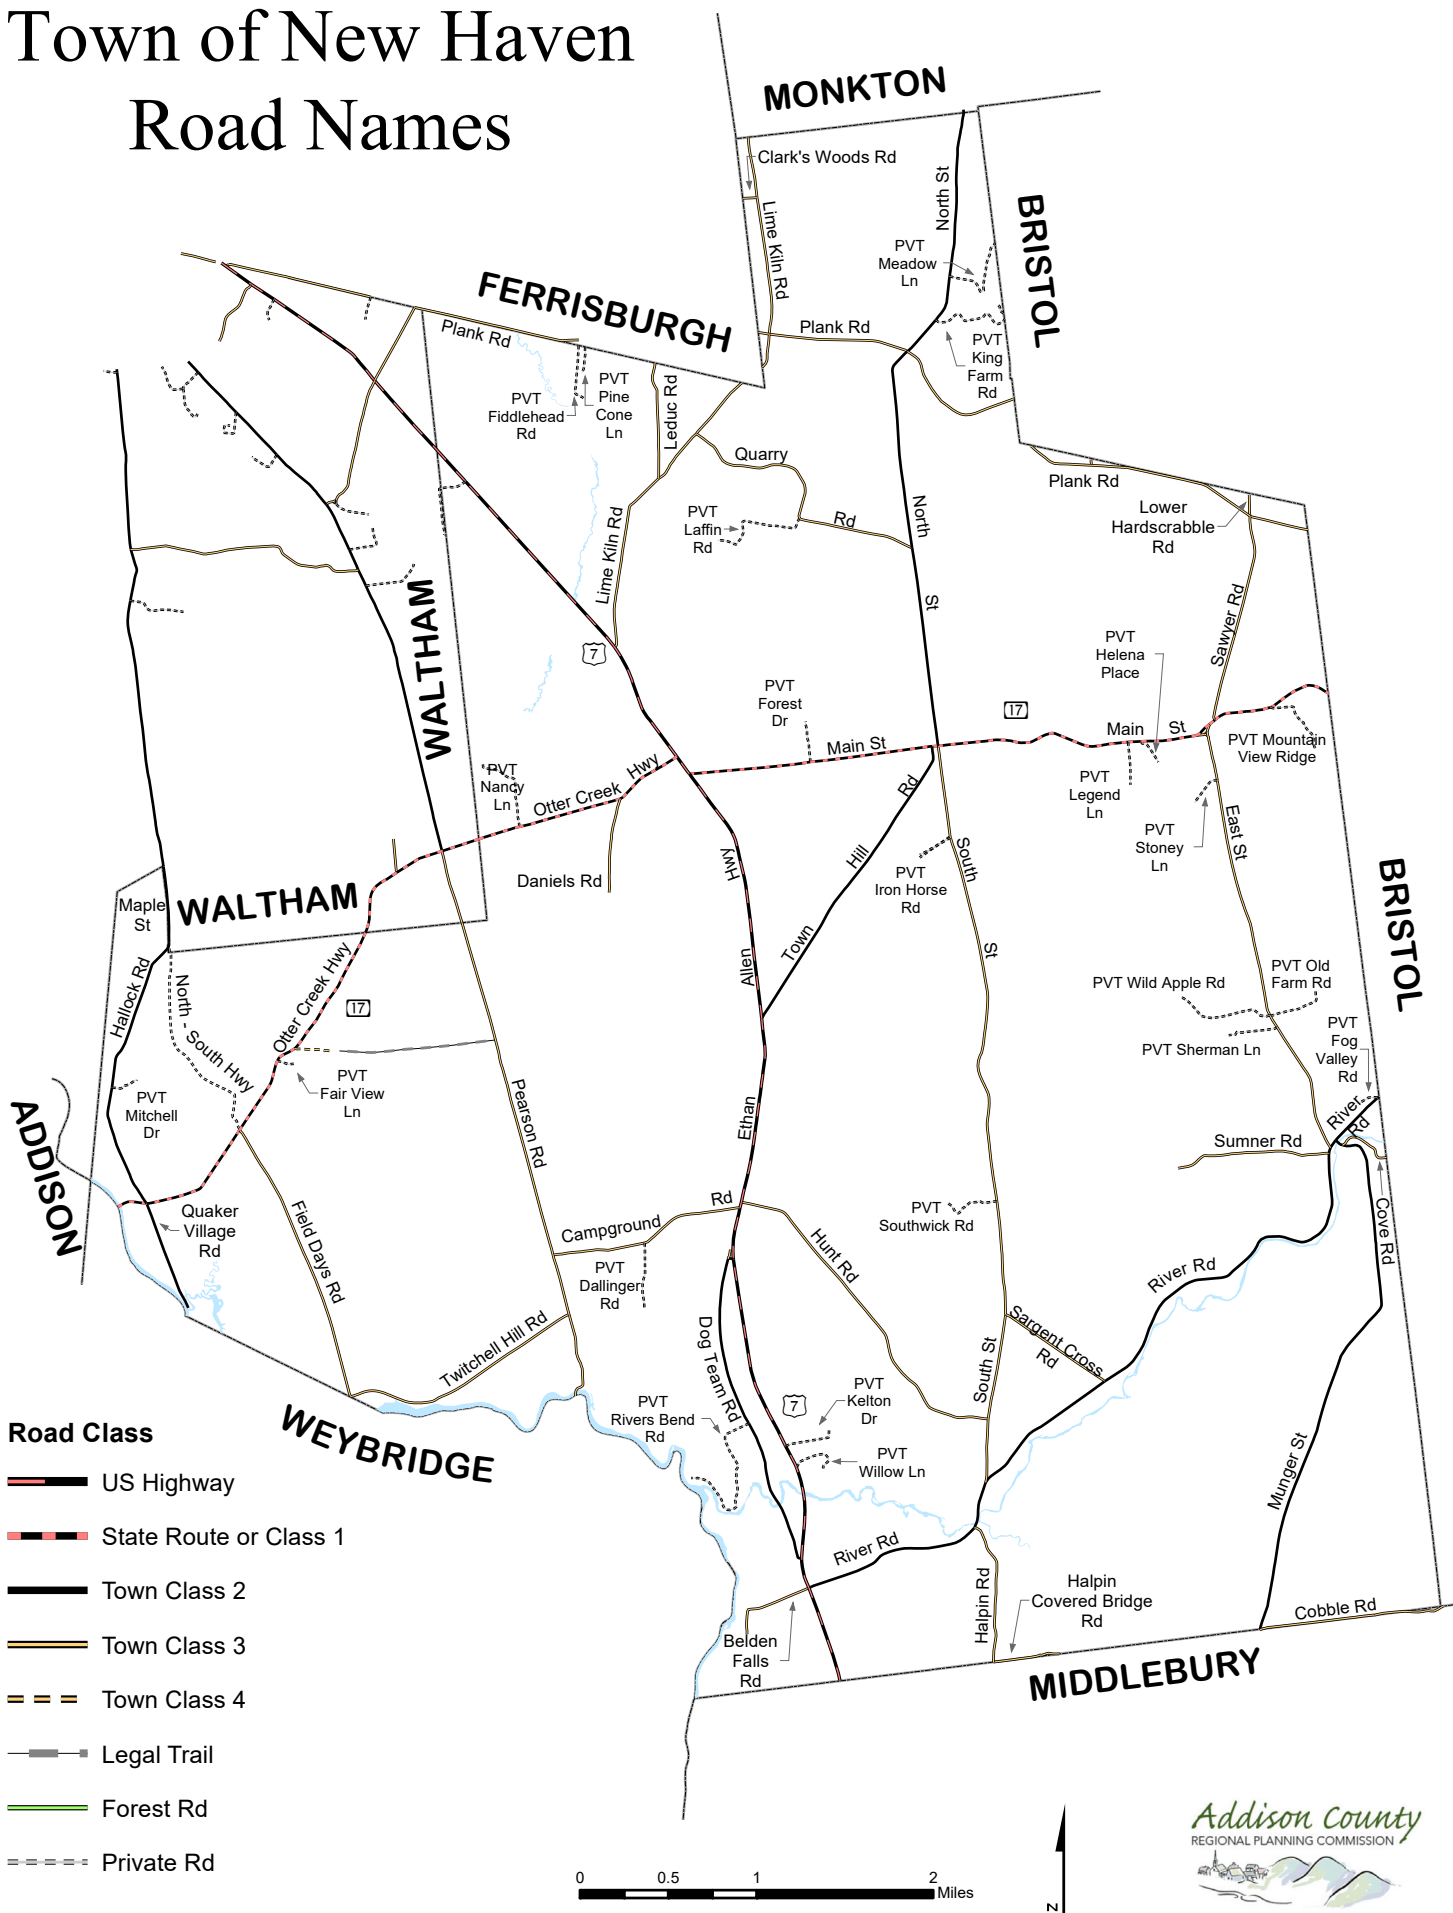 Town of New Haven
Road Names
MONKTON
Clark's Woods Rd
North St
Lime Kiln Rd
BRISTOL
PVT
Meadow
Ln
FERRISBURGH
Plank Rd
Plank Rd
PVT
King
Farm
Rd
PVT
Fiddlehead
Rd
PVT
Pine
Cone
Ln
Leduc Rd
Quarry
Rd
Plank Rd
Lower
Hardscrabble
Rd
PVT
Laffin
Rd
North
St
Lime Kiln Rd
WALTHAM
7
Sawyer Rd
PVT
Helena
Place
PVT
Forest
Dr
17
Main St
Main
St
PVT Mountain
View Ridge
PVT
Nancy
Ln
Otter Creek
Hwy
PVT
Legend
Ln
PVT
Stoney
Ln
East St
Daniels Rd
Hwy
Allen
Ethan
Town
Hill
Rd
South
St
PVT
Iron Horse
Rd
BRISTOL
WALTHAM
Maple
St
Hallock Rd
North - South Hwy
Otter Creek Hwy
17
PVT Wild Apple Rd
PVT Old
Farm Rd
PVT Sherman Ln
PVT
Fog
Valley
Rd
PVT
Fair View
Ln
PVT
Mitchell
Dr
Pearson Rd
ADDISON
River
Rd
Sumner Rd
Cove Rd
Quaker
Village
Rd
Field Days Rd
Campground
Rd
PVT
Southwick Rd
PVT
Dallinger
Rd
Hunt Rd
River Rd
Twitchell Hill Rd
Dog Team Rd
Sargent Cross
Rd
South St
PVT
Rivers Bend
Rd
7
PVT
Kelton
Dr
PVT
Willow Ln
WEYBRIDGE
Munger St
River Rd
Halpin Rd
Halpin
Covered Bridge
Rd
Cobble Rd
Belden
Falls
Rd
MIDDLEBURY
Road Class
US Highway
State Route or Class 1
Town Class 2
Town Class 3
Town Class 4
Legal Trail
Forest Rd
Private Rd
0
0.5
1
2
Miles
N
Addison County
REGIONAL PLANNING COMMISSION